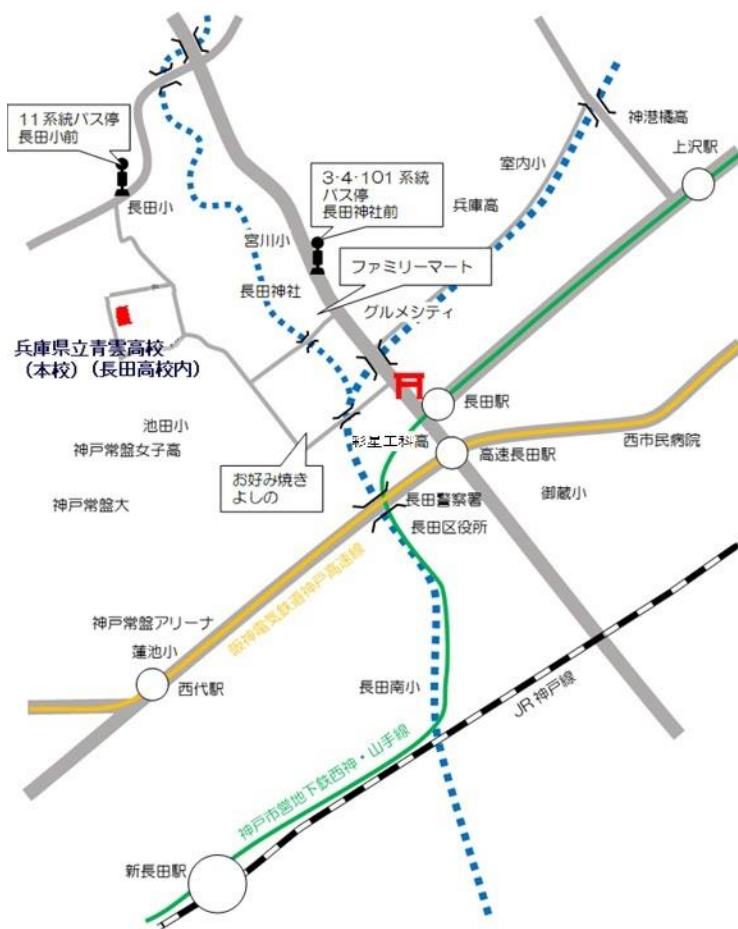 11系統バス停
長田小前
神港橘高
上沢駅
室内小
3・4・101系統
バス停
長田神社前
長田小
兵庫高
宮川小
ファミリーマート
長田神社
グルメシティ
兵庫県立青雲高校・
(本校)(長田高校内)
長田駅
池田小
彩星工科高
神戸常盤女子高
高速長田駅
西市民病院
お好み焼き
よしの
御蔵小
神戸常盤大
長田警察署
長田区役所
阪神電気鉄道神戸高速線
神戸常盤アリーナ
蓮池小
西代駅
長田南小
JR神戸線
神戸市営地下鉄西神・山手線
新長田駅